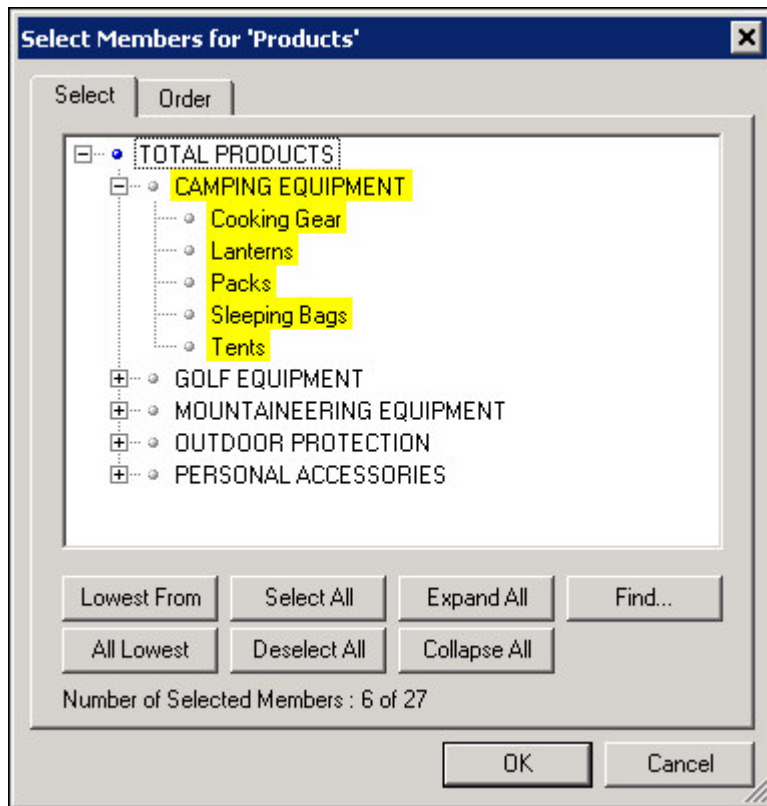 Select Members for 'Products'
Select Order
TOTAL PRODUCTS
CAMPING EQUIPMENT
Cooking Gear
Lanterns
Packs
Sleeping Bags
Tents
GOLF EQUIPMENT
MOUNTAINEERING EQUIPMENT
OUTDOOR PROTECTION
PERSONAL ACCESSORIES
Lowest From Select All Expand All Find...
All Lowest Deselect All Collapse All
Number of Selected Members : 6 of 27
OK Cancel